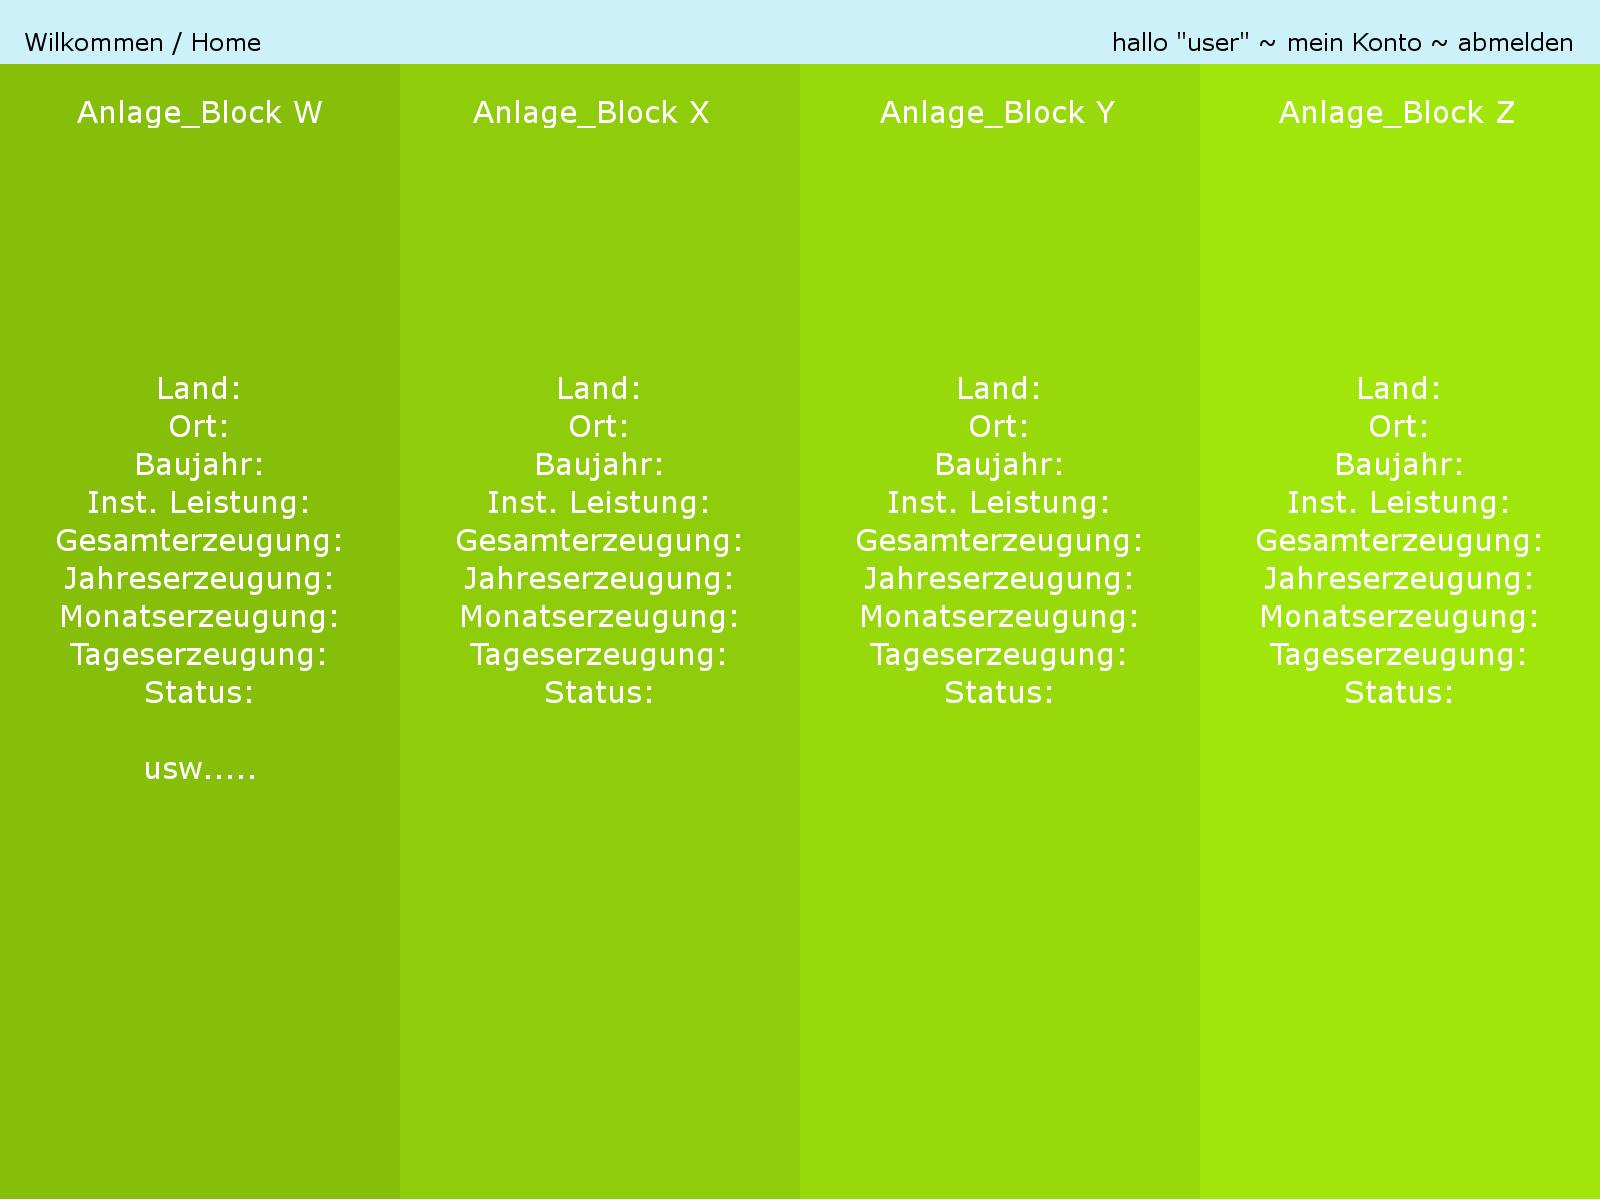 Wilkommen / Home
hallo "user" ~ mein Konto ~ abmelden
Anlage_Block W
Land:
Ort:
Baujahr:
Inst. Leistung:
Gesamterzeugung:
Jahreserzeugung:
Monatserzeugung:
Tageserzeugung:
Status:
usw.....
Anlage_Block X
Land:
Ort:
Baujahr:
Inst. Leistung:
Gesamterzeugung:
Jahreserzeugung:
Monatserzeugung:
Tageserzeugung:
Status:
Anlage_Block Y
Land:
Ort:
Baujahr:
Inst. Leistung:
Gesamterzeugung:
Jahreserzeugung:
Monatserzeugung:
Tageserzeugung:
Status:
Anlage_Block Z
Land:
Ort:
Baujahr:
Inst. Leistung:
Gesamterzeugung:
Jahreserzeugung:
Monatserzeugung:
Tageserzeugung:
Status: